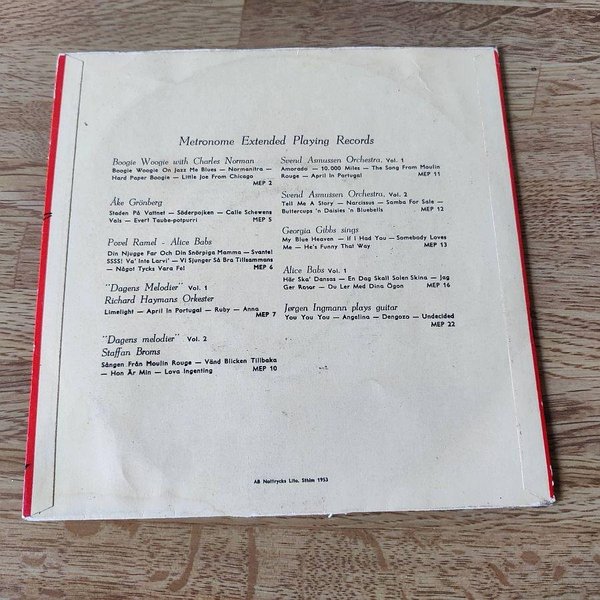 Metronome Extended Playing Records
Boogie Woogie with Charles Norman
Boogie Woogie On Jazz Me Blues — Normanitra —
Hard Paper Boogie — Little Joe From Chicago
MEP 2
Åke Grönberg
Staden På Vattnet — Söderpojken — Calle Schewens
Vals — Evert Taube-potpurri
MEP 5
Povel Ramel - Alice Babs
Din Njugge Far Och Din Snörpiga Mamma — Svante!
SSSS! Va' Inte Larvi' — Vi Sjunger Så Bra Tillsammans
— Något Tycks Vara Fel
MEP 6
"Dagens Melodier" Vol. 1
Richard Haymans Orkester
Limelight — April In Portugal — Ruby — Anna
MEP 7
"Dagens melodier" Vol. 2
Staffan Broms
Sången Från Moulin Rouge — Vänd Blicken Tillbaka
— Hon Är Min — Lova Ingenting
MEP 10
Svend Asmussen Orchestra, Vol. 1
Amorado — 10.000 Miles — The Song From Moulin
Rouge — April In Portugal
MEP 11
Svend Asmussen Orchestra, Vol. 2
Tell Me A Story — Narcissus — Samba For Sale —
Buttercups 'n Daisies 'n Bluebells
MEP 12
Georgia Gibbs sings
My Blue Heaven — If I Had You — Somebody Loves
Me — He's Funny That Way
MEP 13
Alice Babs Vol. 1
Här Ska' Dansas — En Dag Skall Solen Skina — Jag
Ger Rosor — Du Ler Med Dina Ögon
MEP 16
Jørgen Ingmann plays guitar
You You You — Angelina — Dengozo — Undecided
MEP 22
AB Nottrycks Lito. Sthlm 1953